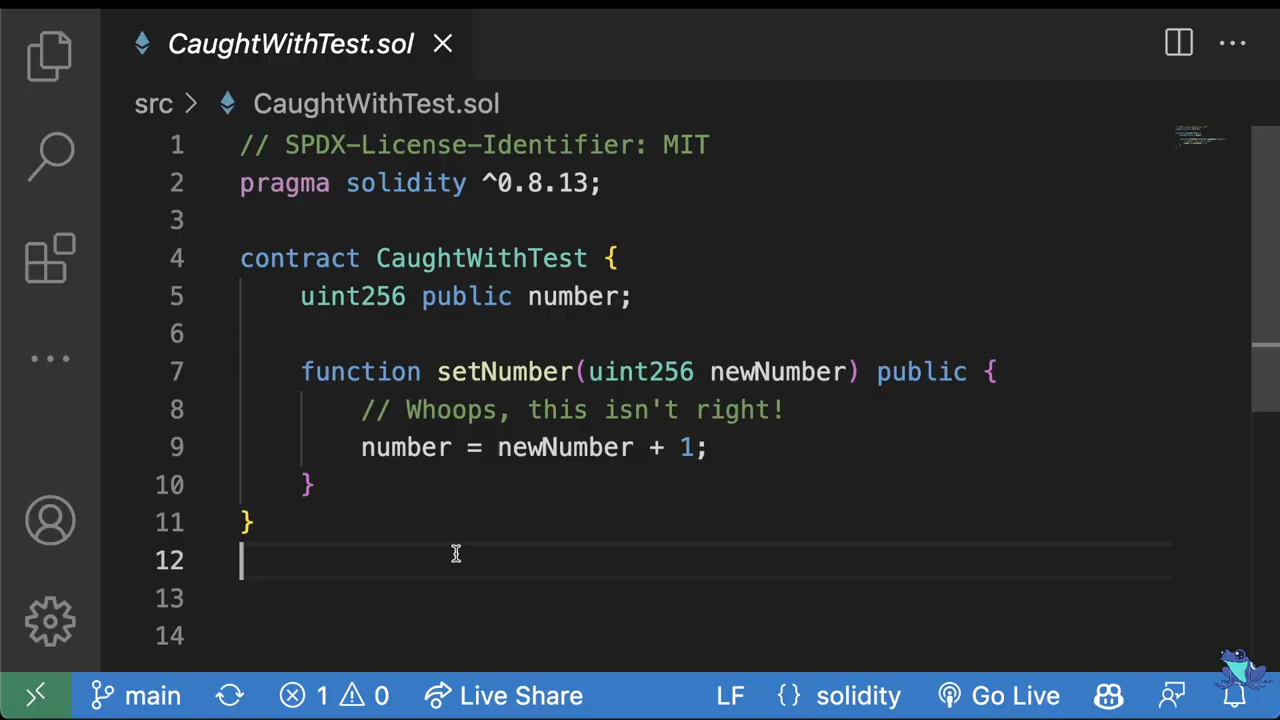 CaughtWithTest.sol
src > CaughtWithTest.sol
1 // SPDX-License-Identifier: MIT
2 pragma solidity ^0.8.13;
3
4 contract CaughtWithTest {
5 uint256 public number;
6
7 function setNumber(uint256 newNumber) public {
8 // Whoops, this isn't right!
9 number = newNumber + 1;
10 }
11 }
12
13
14
main 1 0 Live Share LF {} solidity Go Live